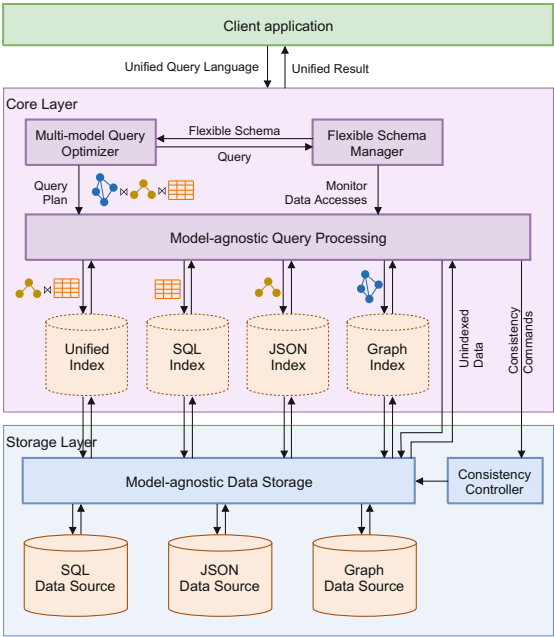 Client application
Unified Query Language
Unified Result
Core Layer
Multi-model Query
Optimizer
Flexible Schema
Query
Flexible Schema
Manager
Query
Plan
Monitor
Data Accesses
Model-agnostic Query Processing
Unified
Index
SQL
Index
JSON
Index
Graph
Index
Unindexed
Data
Consistency
Commands
Storage Layer
Model-agnostic Data Storage
Consistency
Controller
SQL
Data Source
JSON
Data Source
Graph
Data Source